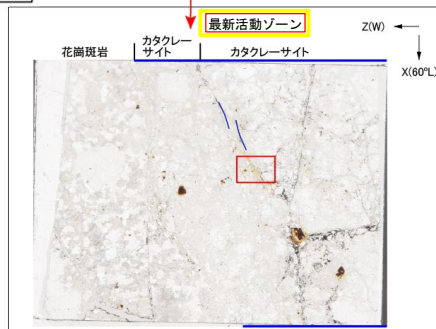 最新活動ゾーン
Z(W)
花崗斑岩
カタクレー
サイト
カタクレーサイト
X(60°L)